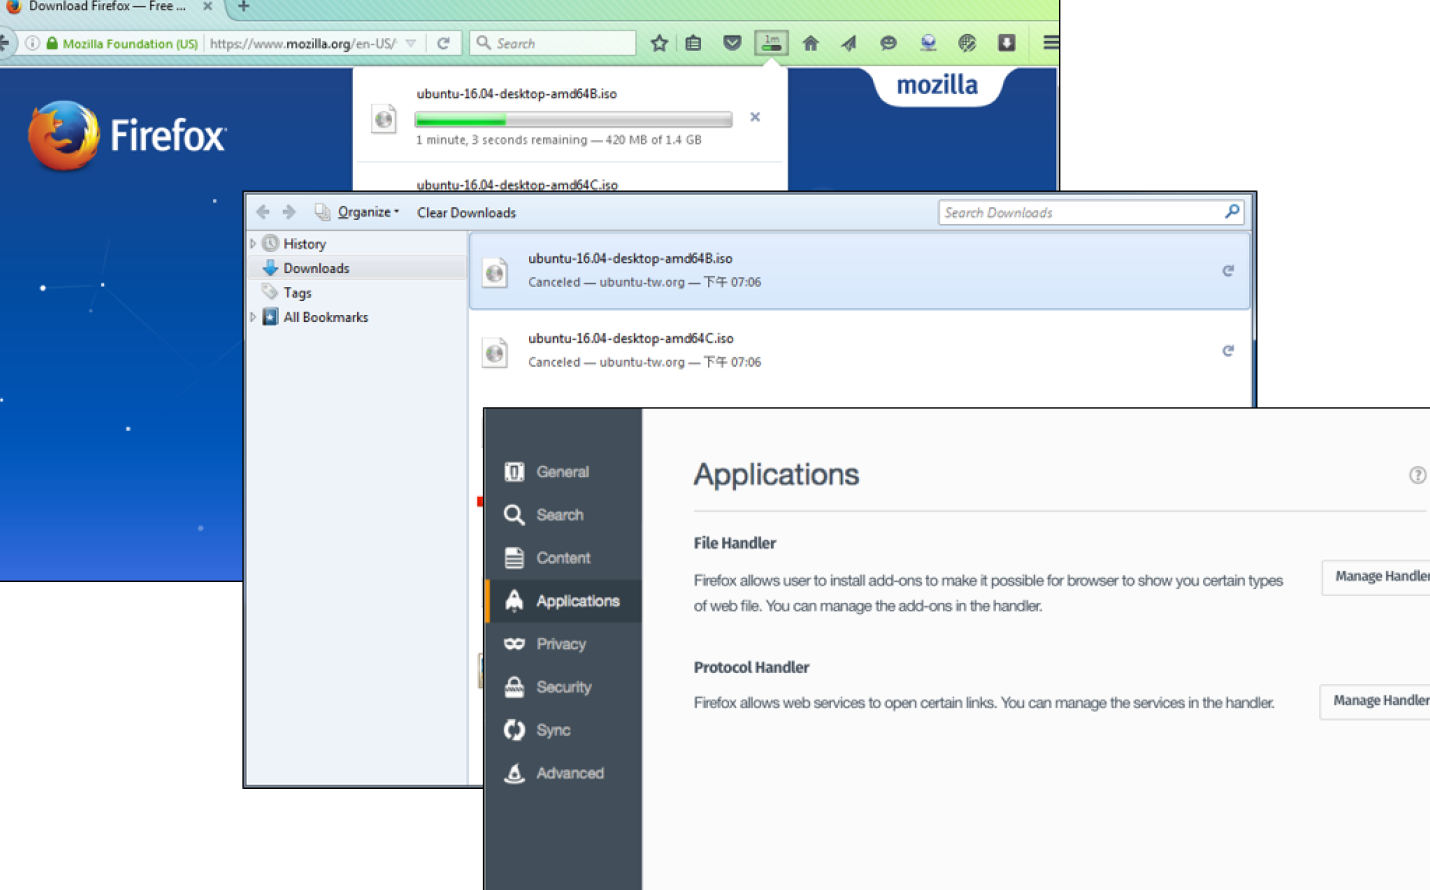 Download Firefox — Free ...
Mozilla Foundation (US)
https://www.mozilla.org/en-US/
Search
1m
mozilla
Firefox
ubuntu-16.04-desktop-amd64B.iso
1 minute, 3 seconds remaining — 420 MB of 1.4 GB
ubuntu-16.04-desktop-amd64C.iso
Organize
Clear Downloads
Search Downloads
History
Downloads
Tags
All Bookmarks
ubuntu-16.04-desktop-amd64B.iso
Canceled — ubuntu-tw.org — 下午 07:06
ubuntu-16.04-desktop-amd64C.iso
Canceled — ubuntu-tw.org — 下午 07:06
General
Search
Content
Applications
Privacy
Security
Sync
Advanced
Applications
File Handler
Firefox allows user to install add-ons to make it possible for browser to show you certain types
of web file. You can manage the add-ons in the handler.
Manage Handler
Protocol Handler
Firefox allows web services to open certain links. You can manage the services in the handler.
Manage Handler